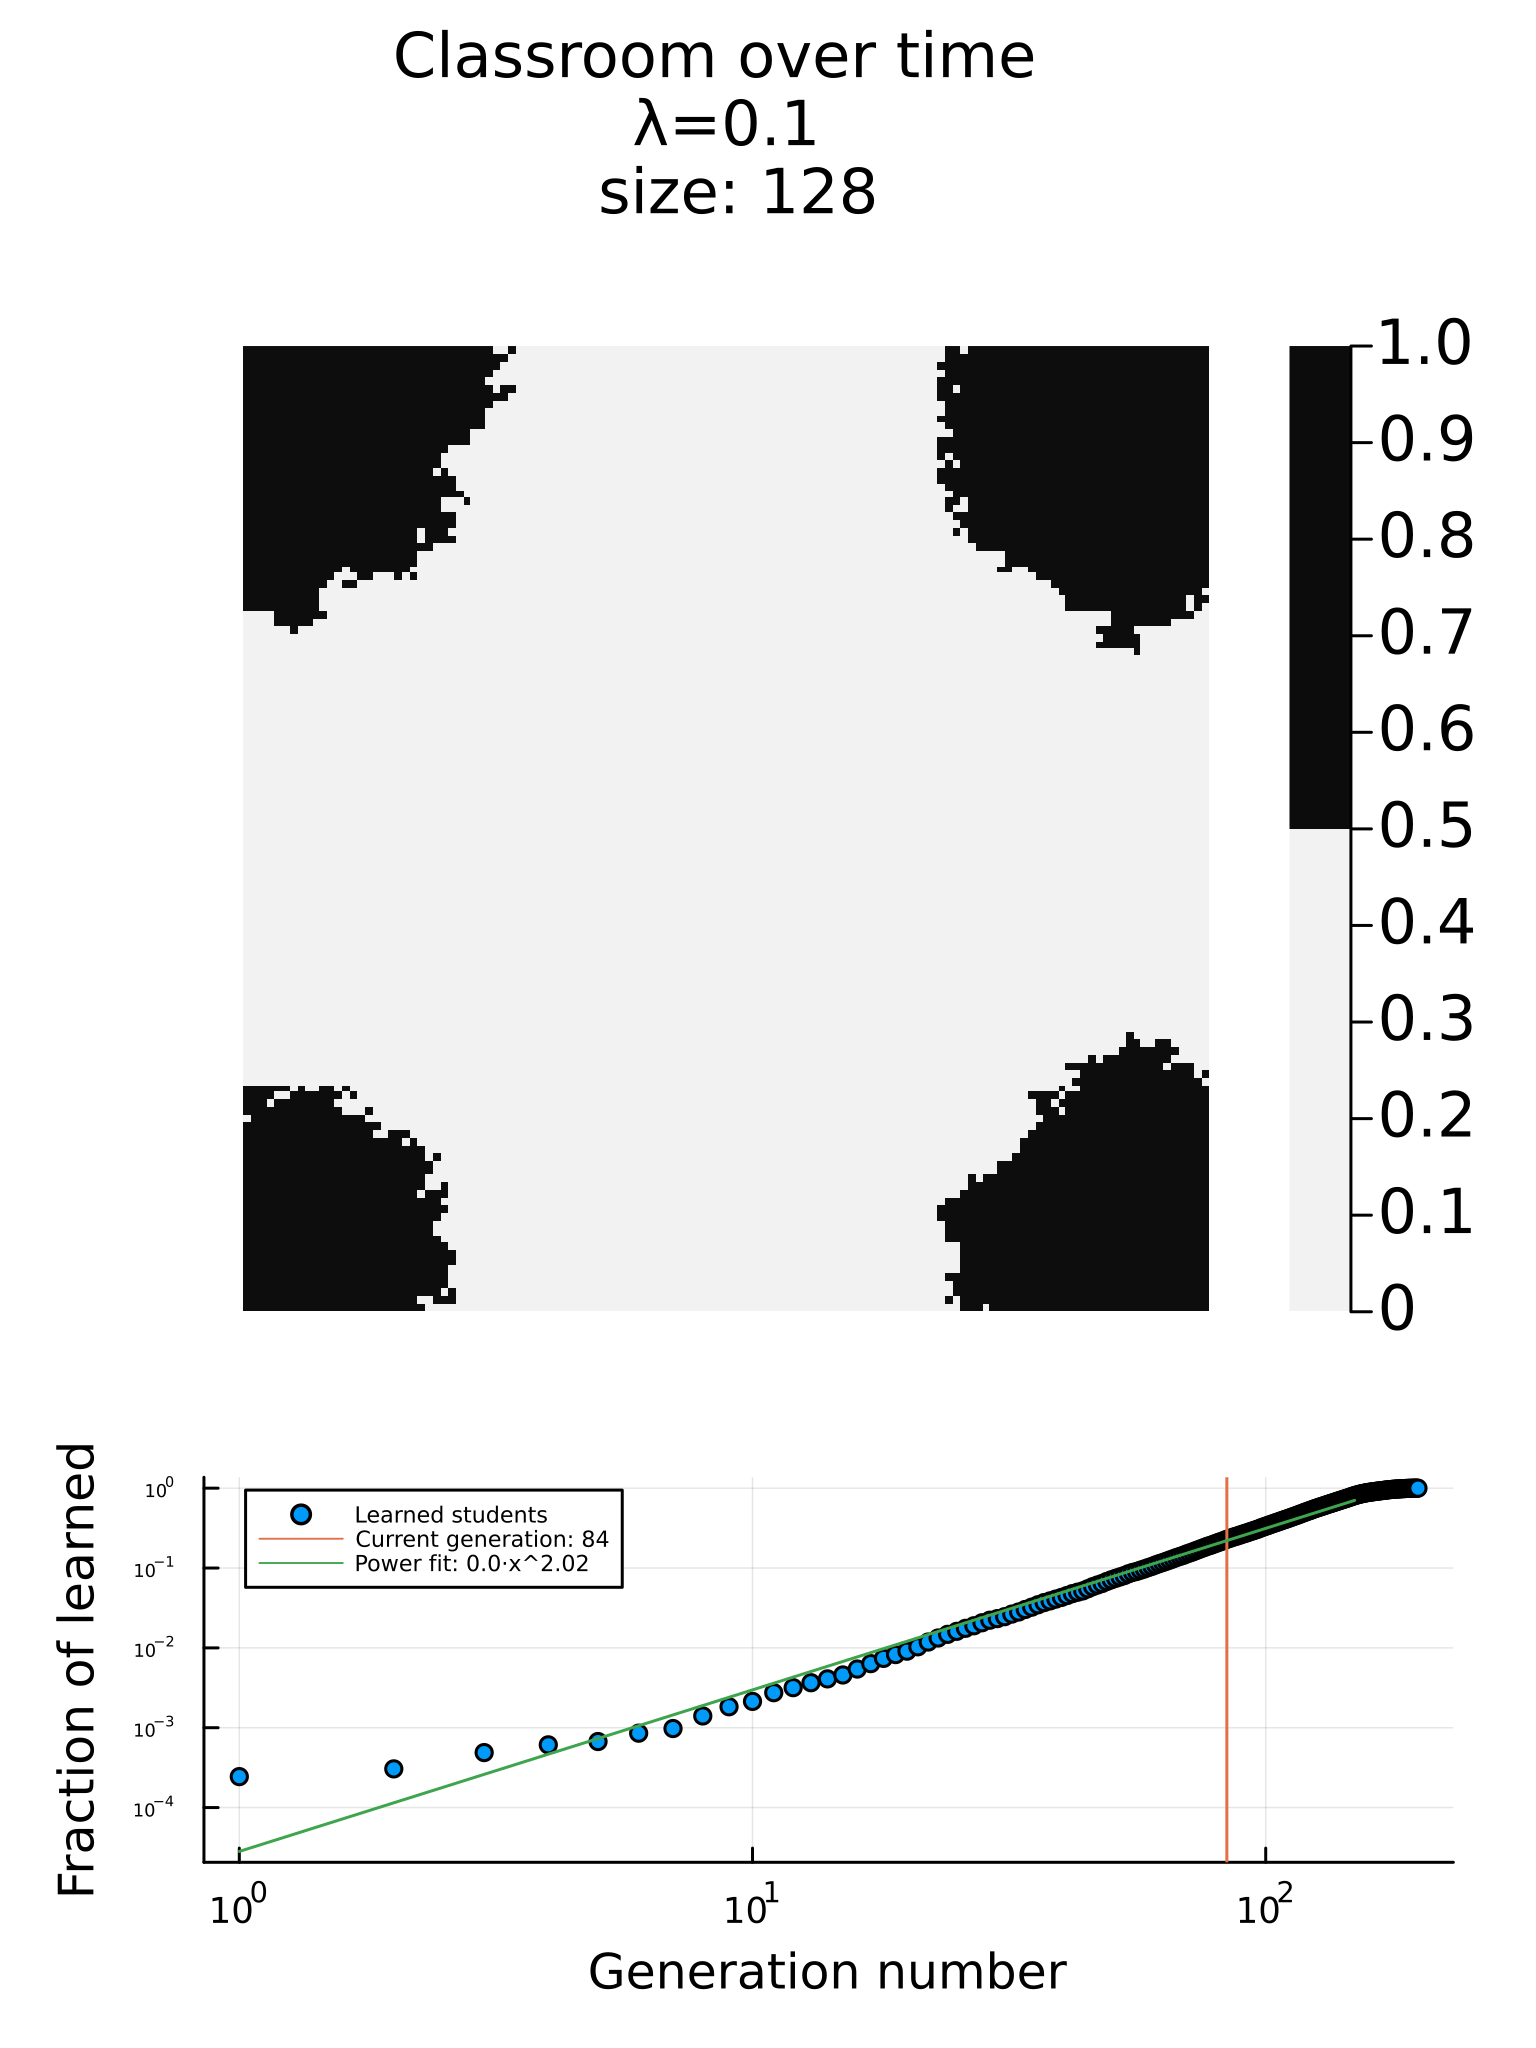 Classroom over time
λ=0.1
size: 128
1.0
0.9
0.8
0.7
0.6
0.5
0.4
0.3
0.2
0.1
0
Fraction of learned
10^0
10^-1
10^-2
10^-3
10^-4
Learned students
Current generation: 84
Power fit: 0.0·x^2.02
10^0 10^1 10^2
Generation number